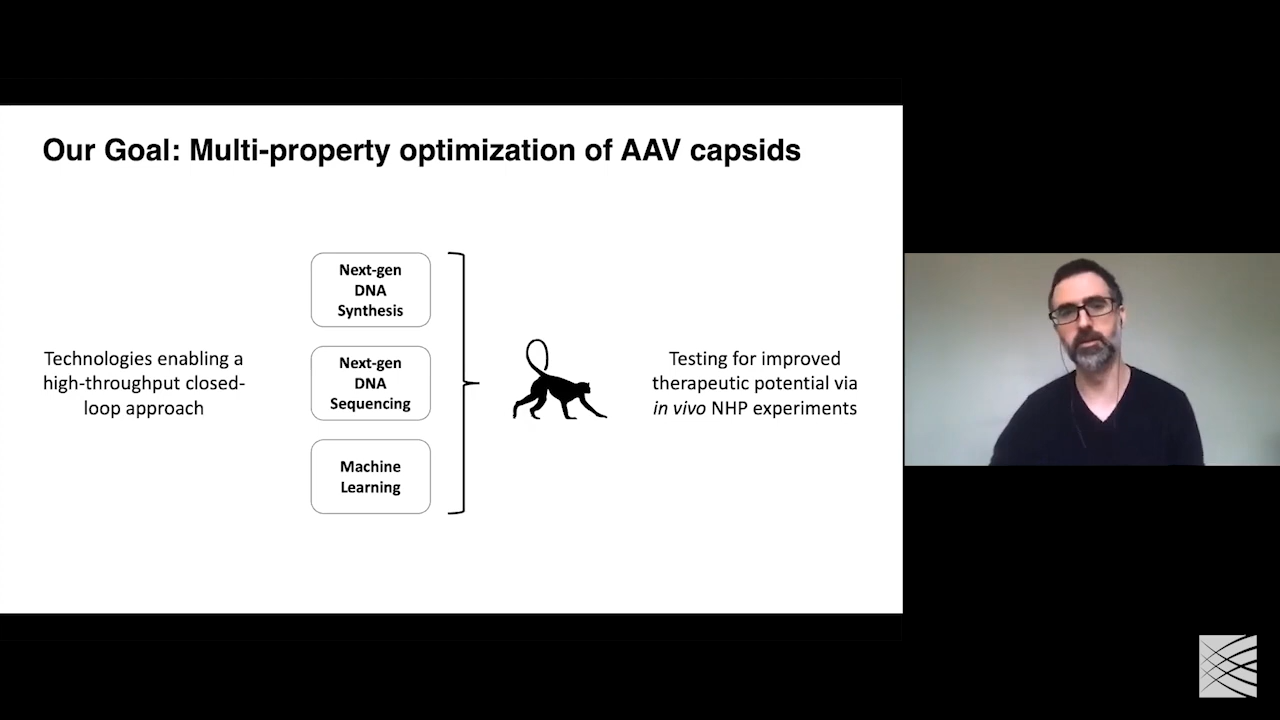 Our Goal: Multi-property optimization of AAV capsids
Technologies enabling a
high-throughput closed-
loop approach
Next-gen
DNA
Synthesis
Next-gen
DNA
Sequencing
Machine
Learning
Testing for improved
therapeutic potential via
in vivo NHP experiments